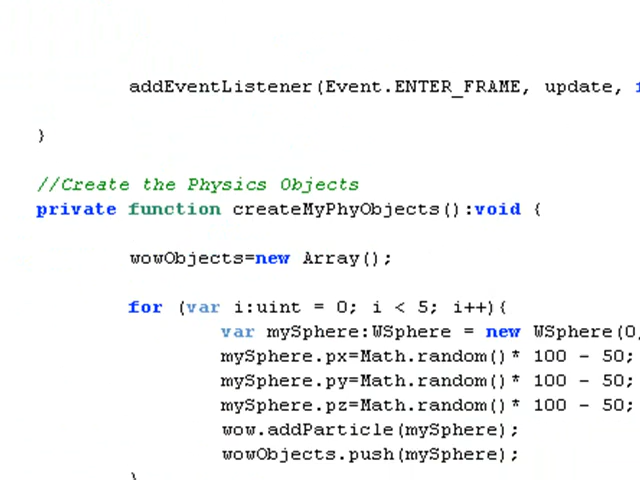 addEventListener(Event.ENTER_FRAME, update,
}
//Create the Physics Objects
private function createMyPhyObjects():void {
wowObjects=new Array();
for (var i:uint = 0; i < 5; i++){
var mySphere:WSphere = new WSphere(0,
mySphere.px=Math.random()* 100 - 50;
mySphere.py=Math.random()* 100 - 50;
mySphere.pz=Math.random()* 100 - 50;
wow.addParticle(mySphere);
wowObjects.push(mySphere);
}